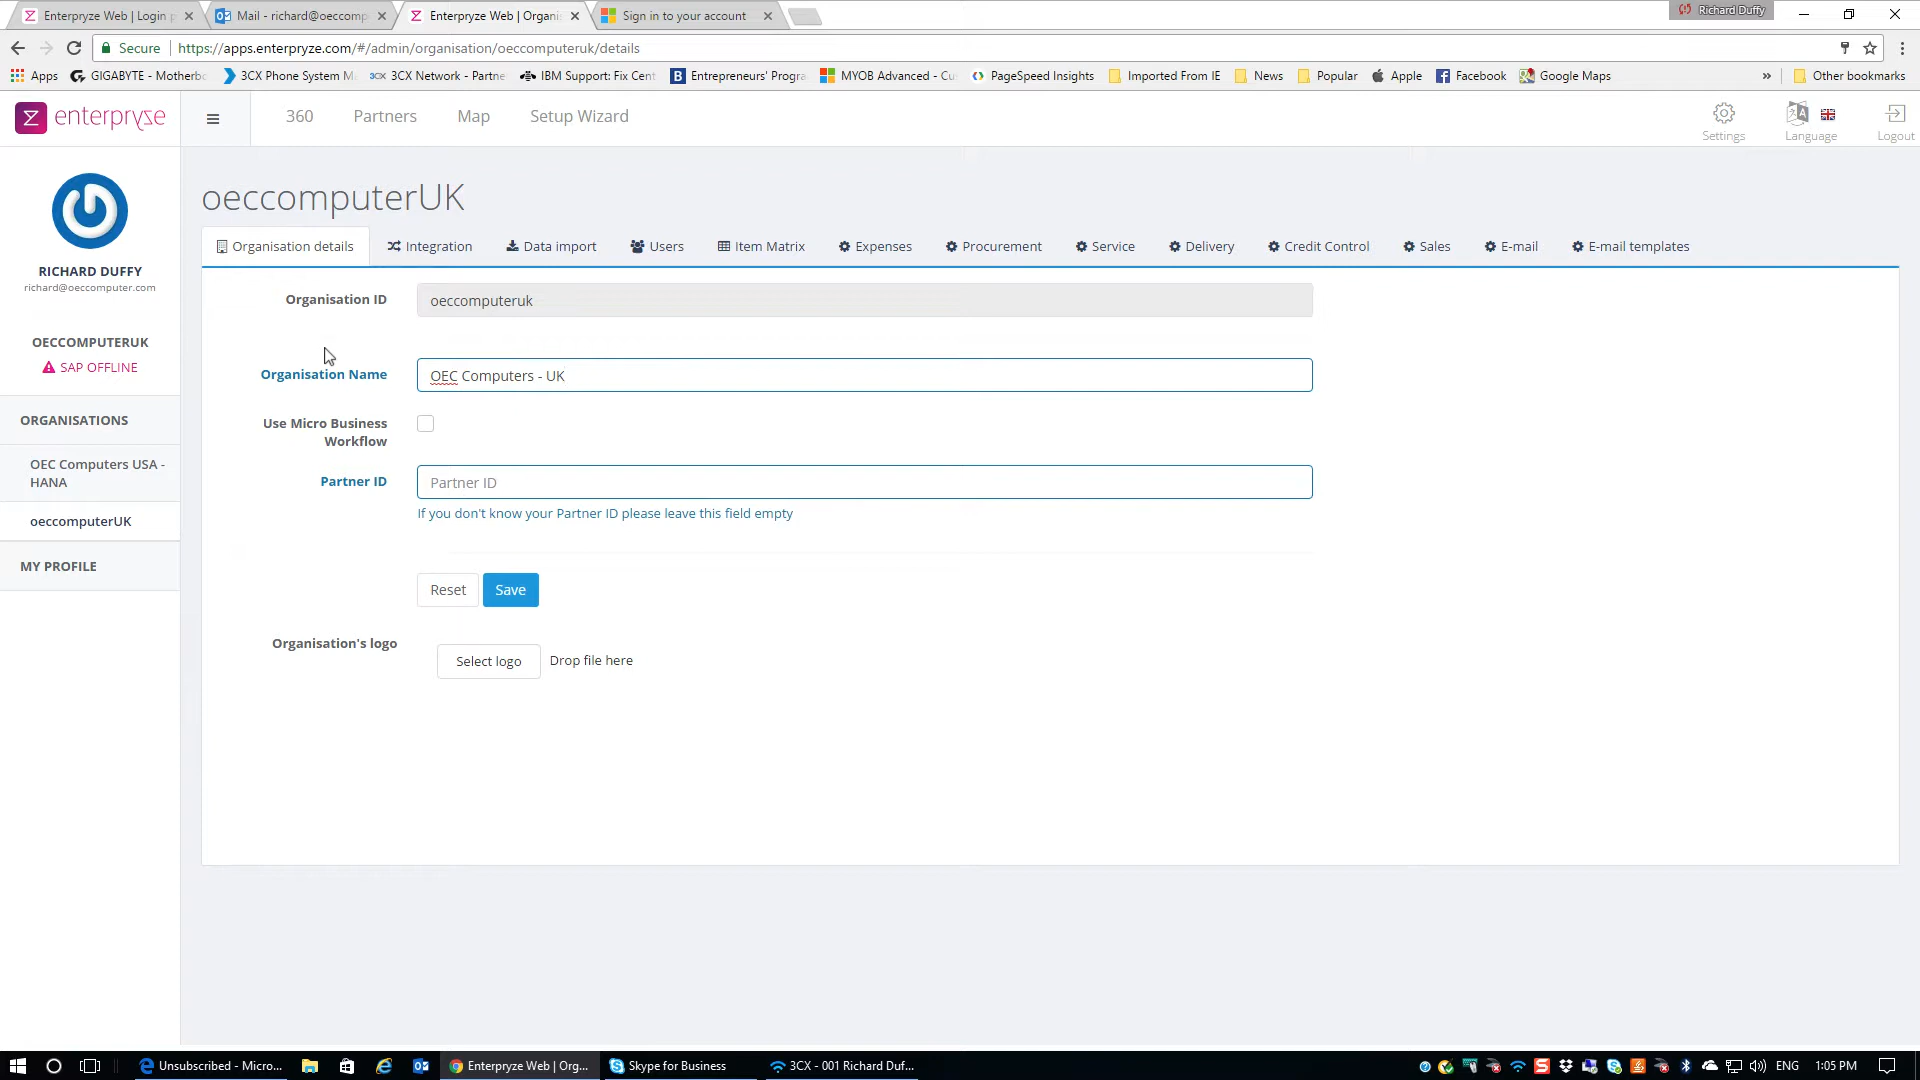 Enterpryze Web | Login p
Mail - richard@oeccomp
Enterpryze Web | Organi
Sign in to your account
Richard Duffy
Secure
https://apps.enterpryze.com/#/admin/organisation/oeccomputeruk/details
Apps
GIGABYTE - Motherbo
3CX Phone System M
3CX Network - Partne
IBM Support: Fix Cent
Entrepreneurs' Progra
MYOB Advanced - Cu
PageSpeed Insights
Imported From IE
News
Popular
Apple
Facebook
Google Maps
»
Other bookmarks
enterpryze
360
Partners
Map
Setup Wizard
Settings
Language
Logout
RICHARD DUFFY
richard@oeccomputer.com
OECCOMPUTERUK
SAP OFFLINE
ORGANISATIONS
OEC Computers USA -
HANA
oeccomputerUK
MY PROFILE
oeccomputerUK
Organisation details
Integration
Data import
Users
Item Matrix
Expenses
Procurement
Service
Delivery
Credit Control
Sales
E-mail
E-mail templates
Organisation ID
oeccomputeruk
Organisation Name
OEC Computers - UK
Use Micro Business
Workflow
Partner ID
Partner ID
If you don't know your Partner ID please leave this field empty
Reset
Save
Organisation's logo
Select logo
Drop file here
Unsubscribed - Micro...
Enterpryze Web | Org...
Skype for Business
3CX - 001 Richard Duf...
ENG
1:05 PM